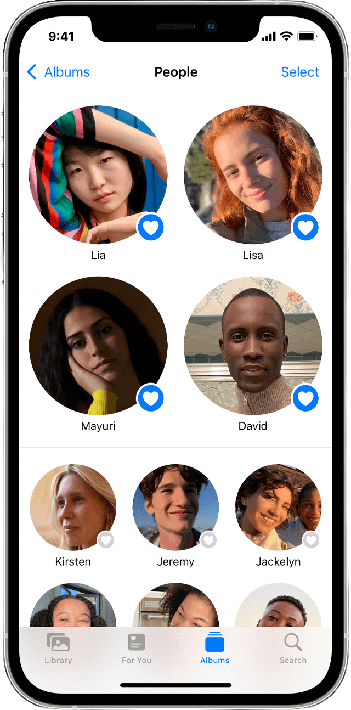 9:41
Albums People Select
Lia Lisa
Mayuri David
Kirsten Jeremy Jackelyn
Library For You Albums Search